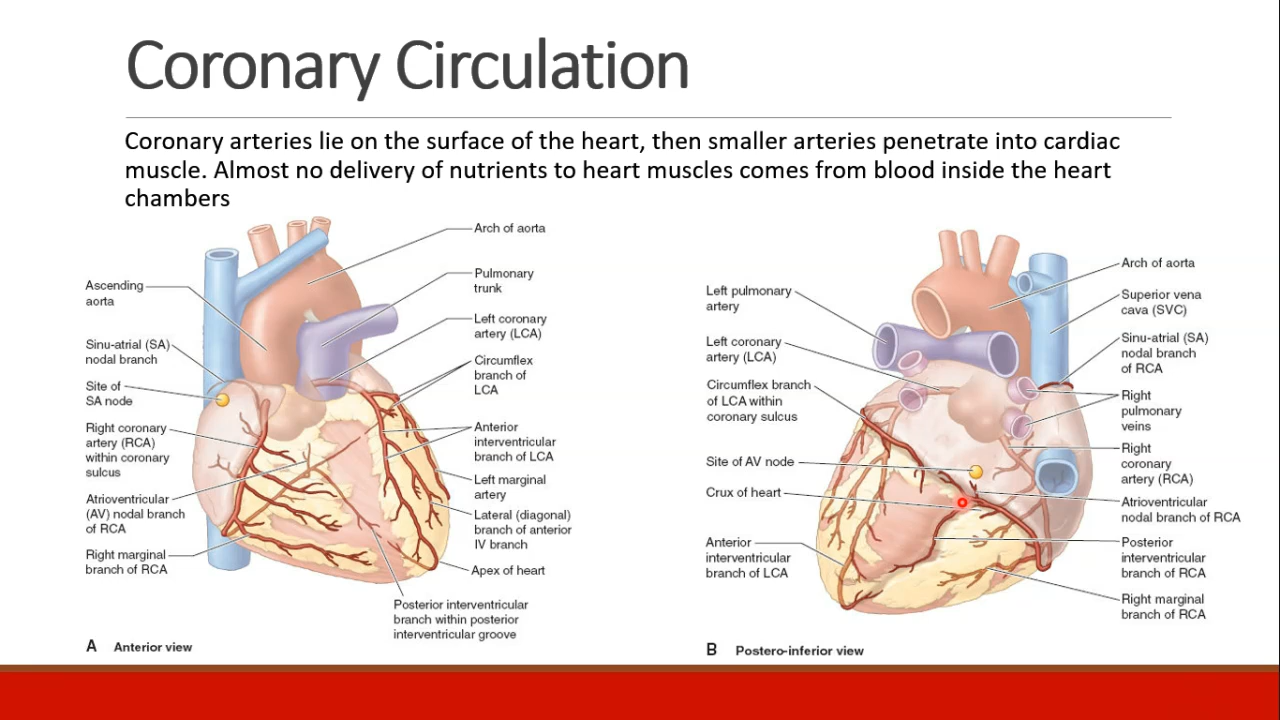 Coronary Circulation
Coronary arteries lie on the surface of the heart, then smaller arteries penetrate into cardiac
muscle. Almost no delivery of nutrients to heart muscles comes from blood inside the heart
chambers
Arch of aorta
Ascending
aorta
Pulmonary
trunk
Left coronary
artery (LCA)
Sinu-atrial (SA)
nodal branch
Circumflex
branch of
LCA
Site of
SA node
Right coronary
artery (RCA)
within coronary
sulcus
Anterior
interventricular
branch of LCA
Left marginal
artery
Atrioventricular
(AV) nodal branch
of RCA
Lateral (diagonal)
branch of anterior
IV branch
Right marginal
branch of RCA
Apex of heart
Posterior interventricular
branch within posterior
interventricular groove
A Anterior view
Left pulmonary
artery
Left coronary
artery (LCA)
Circumflex branch
of LCA within
coronary sulcus
Site of AV node
Crux of heart
Anterior
interventricular
branch of LCA
Arch of aorta
Superior vena
cava (SVC)
Sinu-atrial (SA)
nodal branch
of RCA
Right
pulmonary
veins
Right
coronary
artery (RCA)
Atrioventricular
nodal branch of RCA
Posterior
interventricular
branch of RCA
Right marginal
branch of RCA
B Postero-inferior view